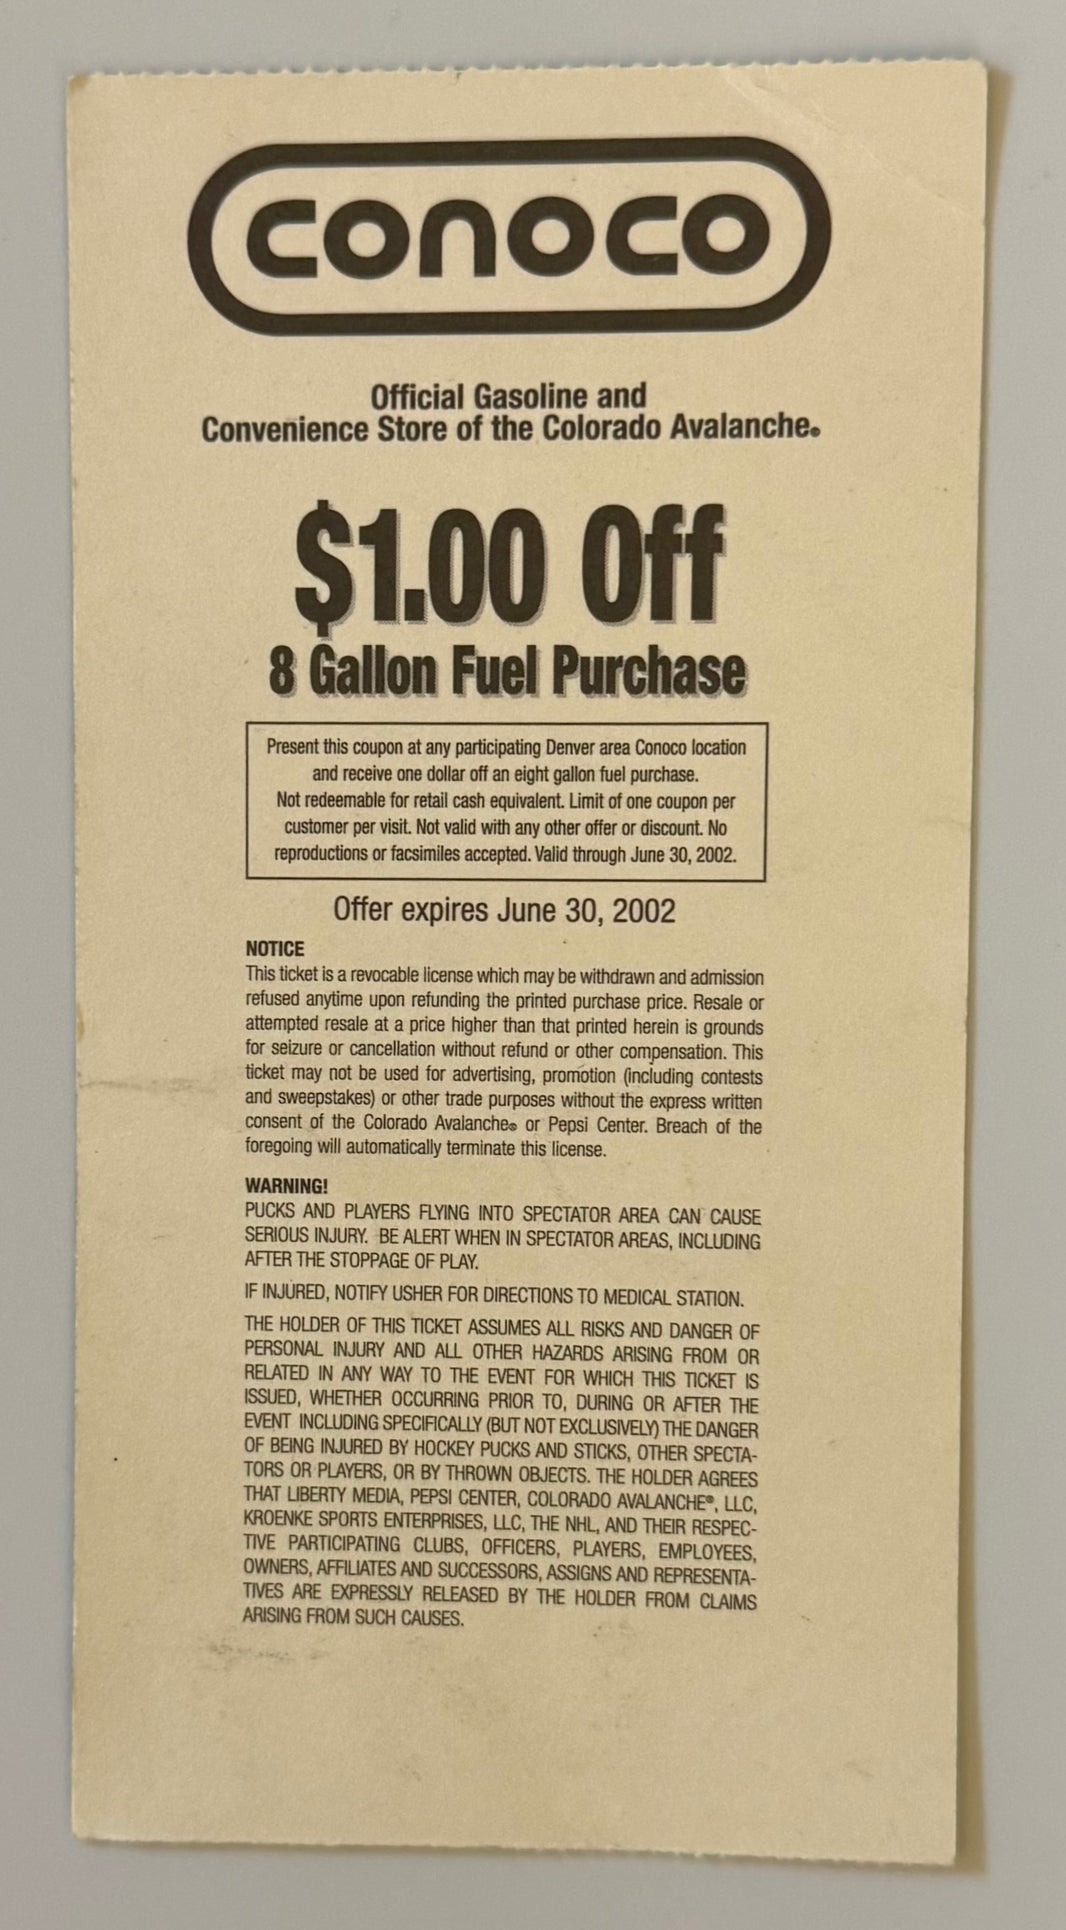 conoco
Official Gasoline and
Convenience Store of the Colorado Avalanche®
$1.00 Off
8 Gallon Fuel Purchase
Present this coupon at any participating Denver area Conoco location
and receive one dollar off an eight gallon fuel purchase.
Not redeemable for retail cash equivalent. Limit of one coupon per
customer per visit. Not valid with any other offer or discount. No
reproductions or facsimiles accepted. Valid through June 30, 2002.
Offer expires June 30, 2002
NOTICE
This ticket is a revocable license which may be withdrawn and admission
refused anytime upon refunding the printed purchase price. Resale or
attempted resale at a price higher than that printed herein is grounds
for seizure or cancellation without refund or other compensation. This
ticket may not be used for advertising, promotion (including contests
and sweepstakes) or other trade purposes without the express written
consent of the Colorado Avalanche® or Pepsi Center. Breach of the
foregoing will automatically terminate this license.
WARNING!
PUCKS AND PLAYERS FLYING INTO SPECTATOR AREA CAN CAUSE
SERIOUS INJURY. BE ALERT WHEN IN SPECTATOR AREAS, INCLUDING
AFTER THE STOPPAGE OF PLAY.
IF INJURED, NOTIFY USHER FOR DIRECTIONS TO MEDICAL STATION.
THE HOLDER OF THIS TICKET ASSUMES ALL RISKS AND DANGER OF
PERSONAL INJURY AND ALL OTHER HAZARDS ARISING FROM OR
RELATED IN ANY WAY TO THE EVENT FOR WHICH THIS TICKET IS
ISSUED, WHETHER OCCURRING PRIOR TO, DURING OR AFTER THE
EVENT INCLUDING SPECIFICALLY (BUT NOT EXCLUSIVELY) THE DANGER
OF BEING INJURED BY HOCKEY PUCKS AND STICKS, OTHER SPECTA-
TORS OR PLAYERS, OR BY THROWN OBJECTS. THE HOLDER AGREES
THAT LIBERTY MEDIA, PEPSI CENTER, COLORADO AVALANCHE®, LLC,
KROENKE SPORTS ENTERPRISES, LLC, THE NHL, AND THEIR RESPEC-
TIVE PARTICIPATING CLUBS, OFFICERS, PLAYERS, EMPLOYEES,
OWNERS, AFFILIATES AND SUCCESSORS, ASSIGNS AND REPRESENTA-
TIVES ARE EXPRESSLY RELEASED BY THE HOLDER FROM CLAIMS
ARISING FROM SUCH CAUSES.